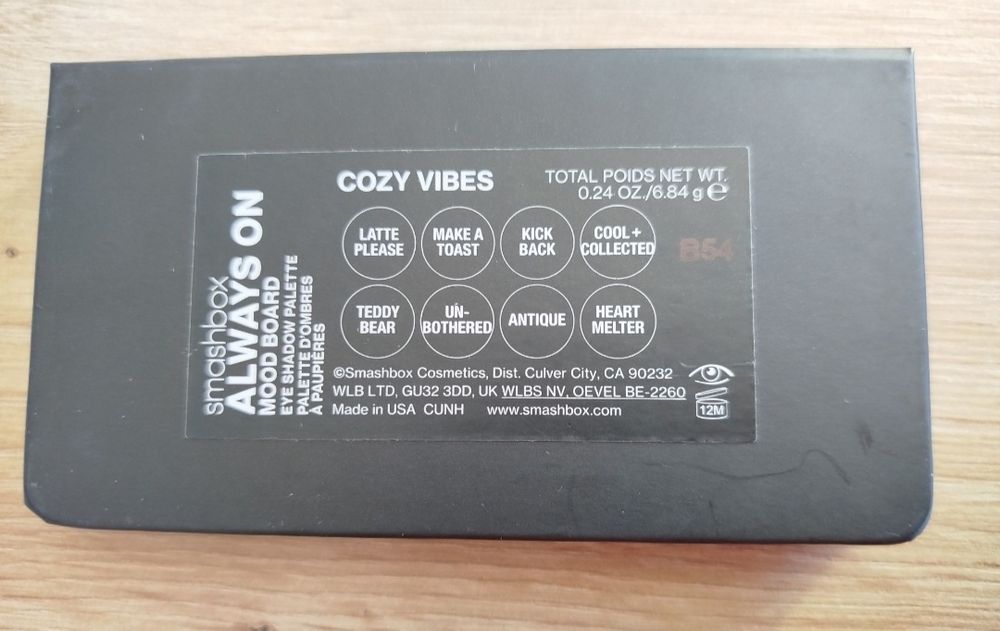 smashbox
ALWAYS ON
MOOD BOARD
EYE SHADOW PALETTE
PALETTE D'OMBRES
À PAUPIÈRES
COZY VIBES
TOTAL POIDS NET WT.
0.24 OZ./6.84 g e
LATTE
PLEASE
MAKE A
TOAST
KICK
BACK
COOL +
COLLECTED
B54
TEDDY
BEAR
UN-
BOTHERED
ANTIQUE
HEART
MELTER
©Smashbox Cosmetics, Dist. Culver City, CA 90232
WLB LTD, GU32 3DD, UK WLBS NV, OEVEL BE-2260
Made in USA CUNH www.smashbox.com
12M